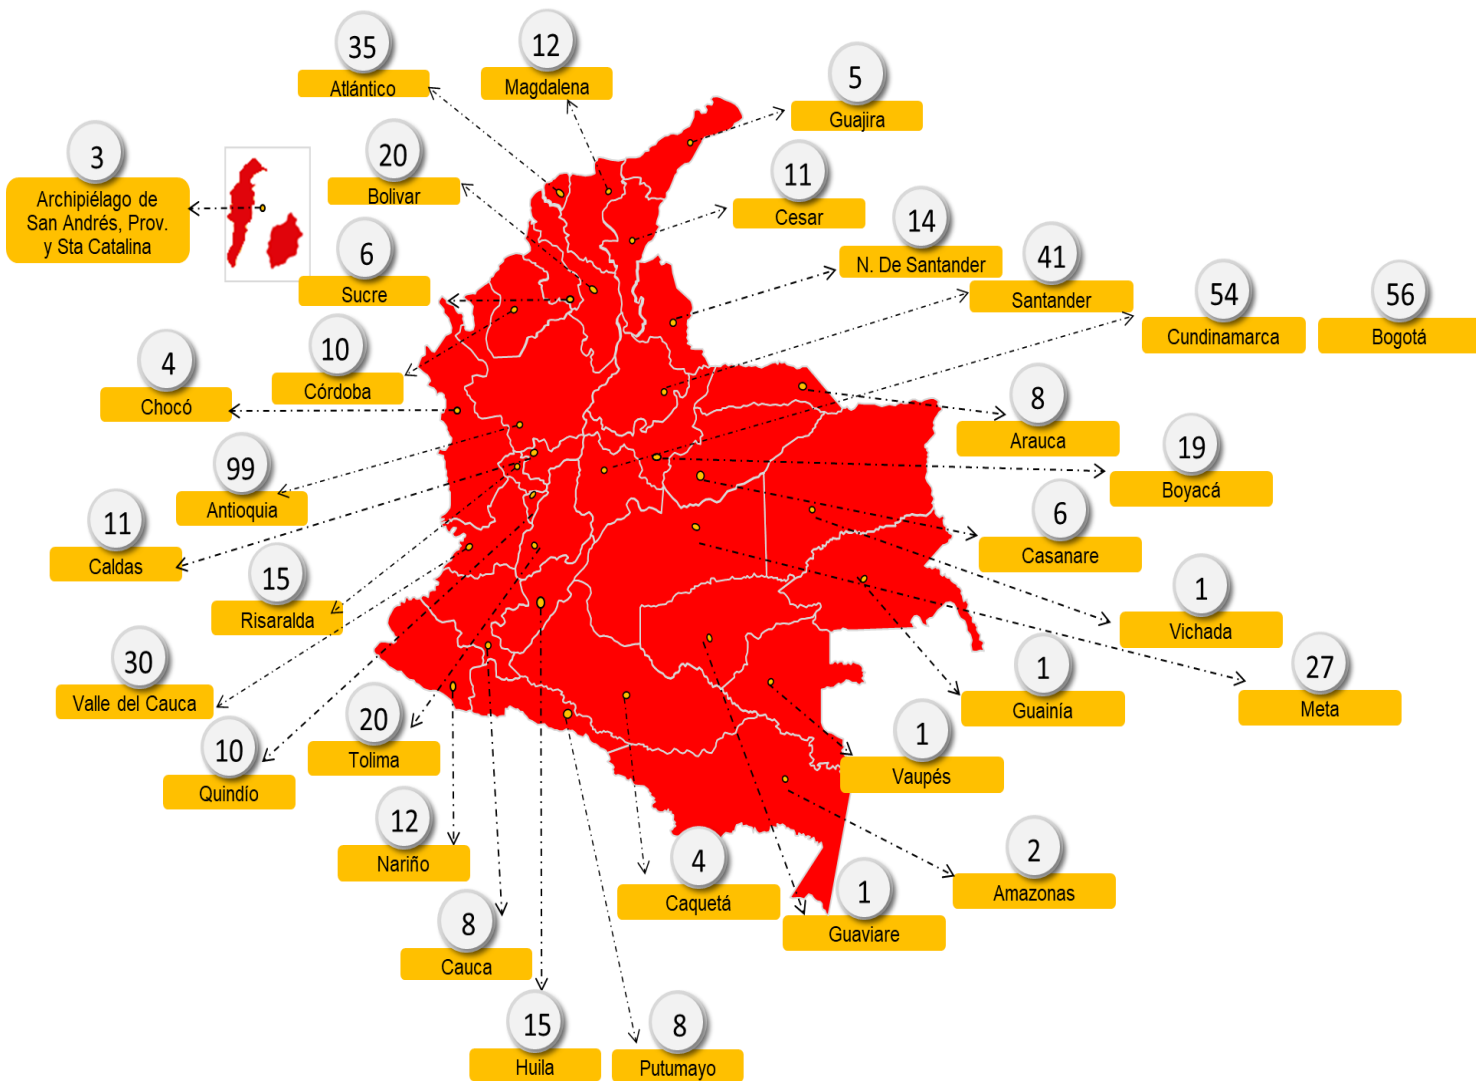 35
Atlántico
12
Magdalena
5
Guajira
3
Archipiélago de
San Andrés, Prov.
y Sta Catalina
20
Bolivar
11
Cesar
14
N. De Santander
6
Sucre
41
Santander
54
Cundinamarca
56
Bogotá
10
Córdoba
4
Chocó
8
Arauca
99
Antioquia
19
Boyacá
11
Caldas
6
Casanare
15
Risaralda
1
Vichada
30
Valle del Cauca
1
Guainía
27
Meta
10
Quindío
20
Tolima
1
Vaupés
12
Nariño
4
Caquetá
2
Amazonas
1
Guaviare
8
Cauca
15
Huila
8
Putumayo